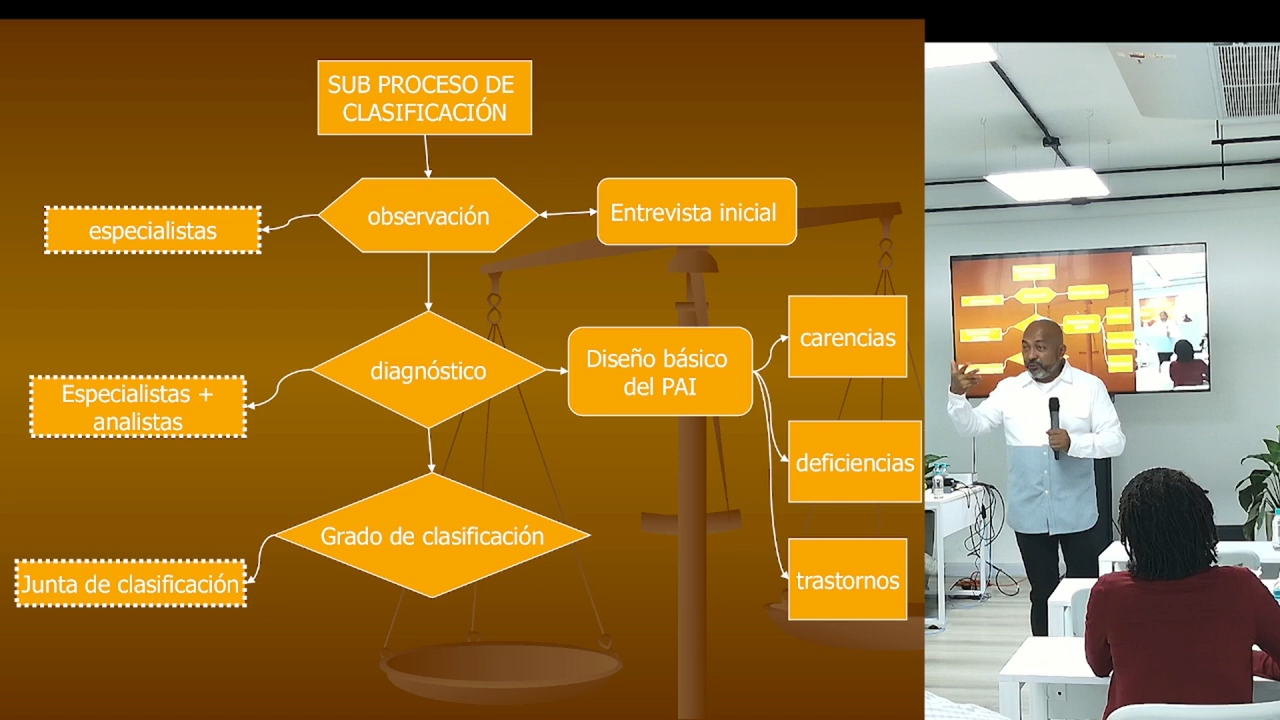 SUB PROCESO DE
CLASIFICACIÓN
observación
Entrevista inicial
especialistas
diagnóstico
Diseño básico
del PAI
carencias
Especialistas +
analistas
deficiencias
Grado de clasificación
Junta de clasificación
trastornos